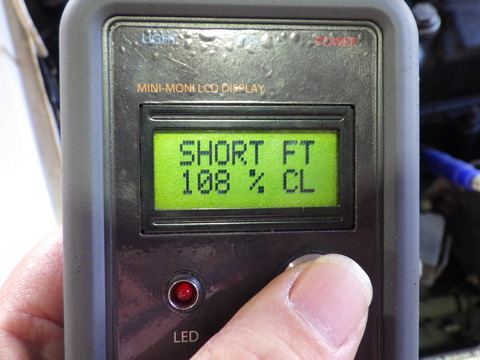 LIGHT POWER
MINI-MONI LCD DISPLAY
SHORT FT
108 % CL
LED